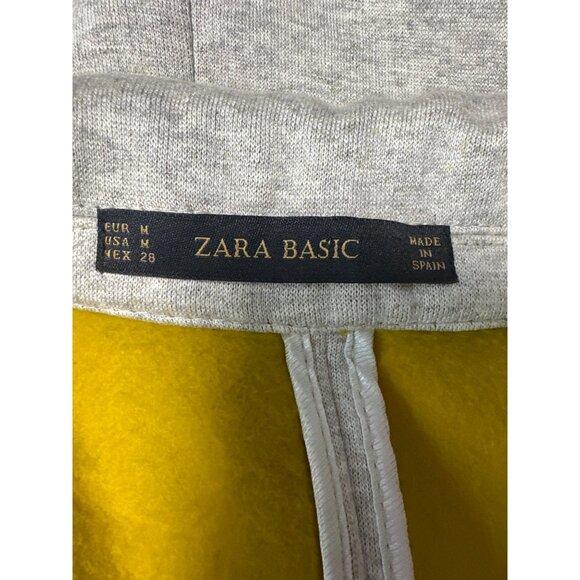 EUR M
USA M
MEX 28
ZARA BASIC
MADE
IN
SPAIN